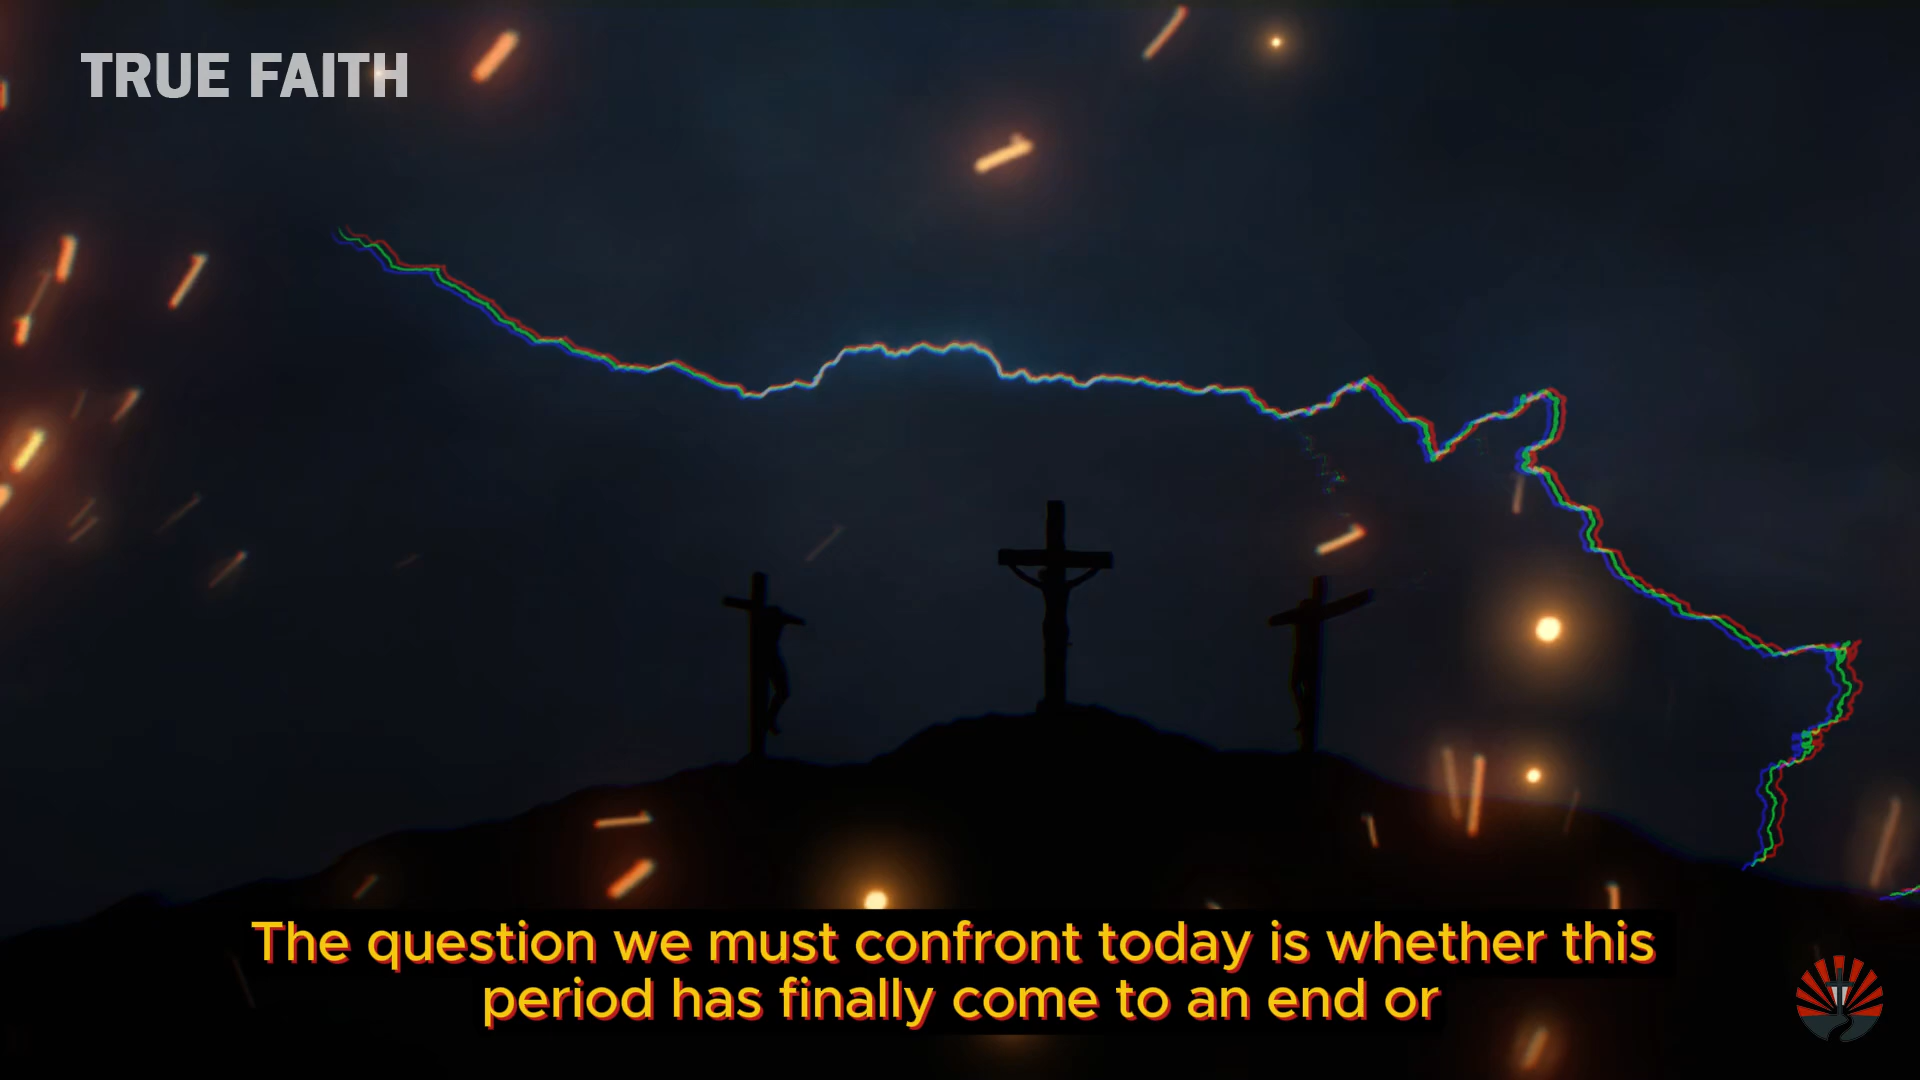 TRUE FAITH
The question we must confront today is whether this
period has finally come to an end or